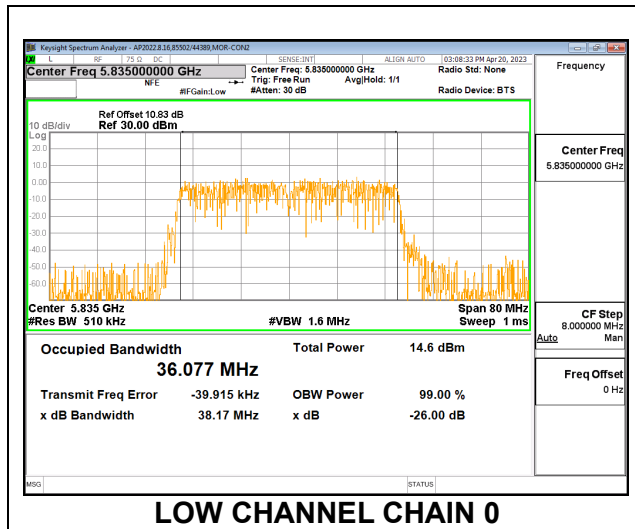 Keysight Spectrum Analyzer - AP2022.8.16,85502/44389,MOR-CON2
L RF 75 Ω DC SENSE:INT ALIGN AUTO 03:08:33 PM Apr 20, 2023
Center Freq 5.835000000 GHz
NFE
#IFGain:Low
Center Freq: 5.835000000 GHz
Trig: Free Run Avg|Hold: 1/1
#Atten: 30 dB
Radio Std: None
Radio Device: BTS
Frequency
Ref Offset 10.83 dB
10 dB/div Ref 30.00 dBm
Log
20.0
10.0
0.00
-10.0
-20.0
-30.0
-40.0
-50.0
-60.0
Center 5.835 GHz Span 80 MHz
#Res BW 510 kHz #VBW 1.6 MHz Sweep 1 ms
Center Freq
5.835000000 GHz
CF Step
8.000000 MHz
Auto Man
Freq Offset
0 Hz
Occupied Bandwidth Total Power 14.6 dBm
36.077 MHz
Transmit Freq Error -39.915 kHz OBW Power 99.00 %
x dB Bandwidth 38.17 MHz x dB -26.00 dB
MSG STATUS
LOW CHANNEL CHAIN 0